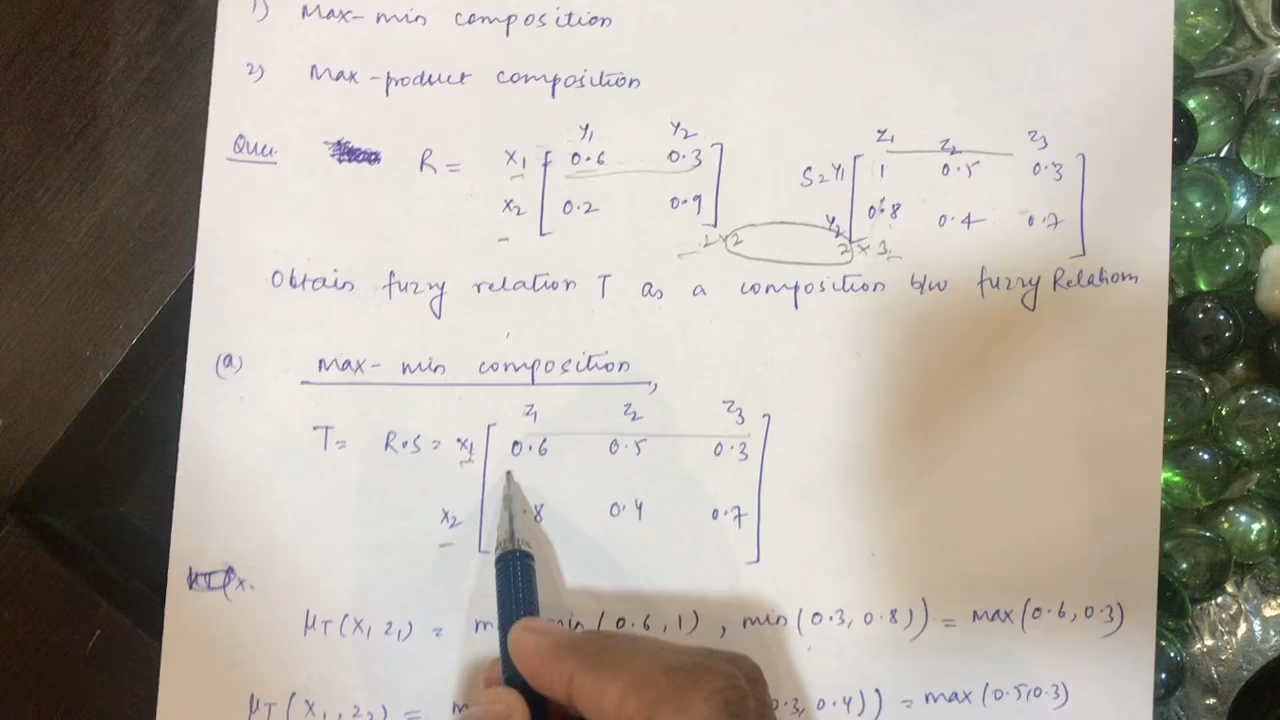 1) Max-min composition
2) Max-product composition
Y1 Y2 Z1 Z2 Z3
Que. R = X1 [ 0.6 0.3 ] S2Y1 [ 1 0.5 0.3 ]
X2 0.2 0.9 Y2 0.8 0.4 0.7
2×2 2×3
Obtain fuzzy relation T as a composition b/w fuzzy Relations.
(a) Max-min composition,
Z1 Z2 Z3
T= R.S = X1 [ 0.6 0.5 0.3 ]
X2 .8 0.4 0.7
μT(X1 Z1) = min(0.6, 1), min(0.3, 0.8)) = max(0.6, 0.3)
μT(X1, Z2) = 0.3, 0.4)) = max(0.5,0.3)